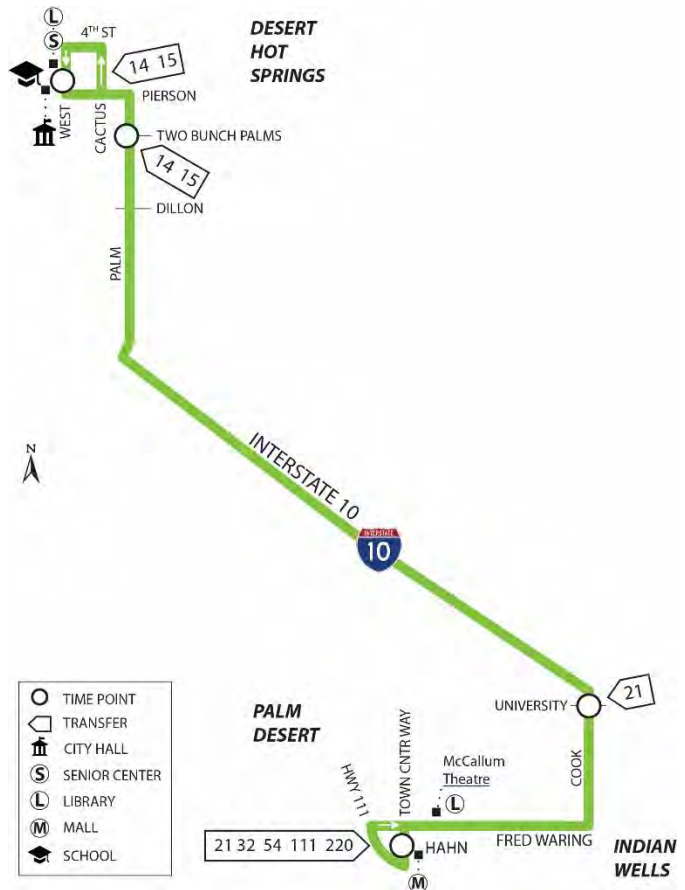 L
S
4TH ST
DESERT
HOT
SPRINGS
14 15
PIERSON
WEST
CACTUS
TWO BUNCH PALMS
14 15
DILLON
PALM
N
INTERSTATE 10
INTERSTATE
10
TIME POINT
TRANSFER
CITY HALL
S SENIOR CENTER
L LIBRARY
M MALL
SCHOOL
PALM
DESERT
UNIVERSITY
21
HWY 111
TOWN CNTR WAY
McCallum
Theatre
L
COOK
21 32 54 111 220
HAHN
FRED WARING
M
INDIAN
WELLS